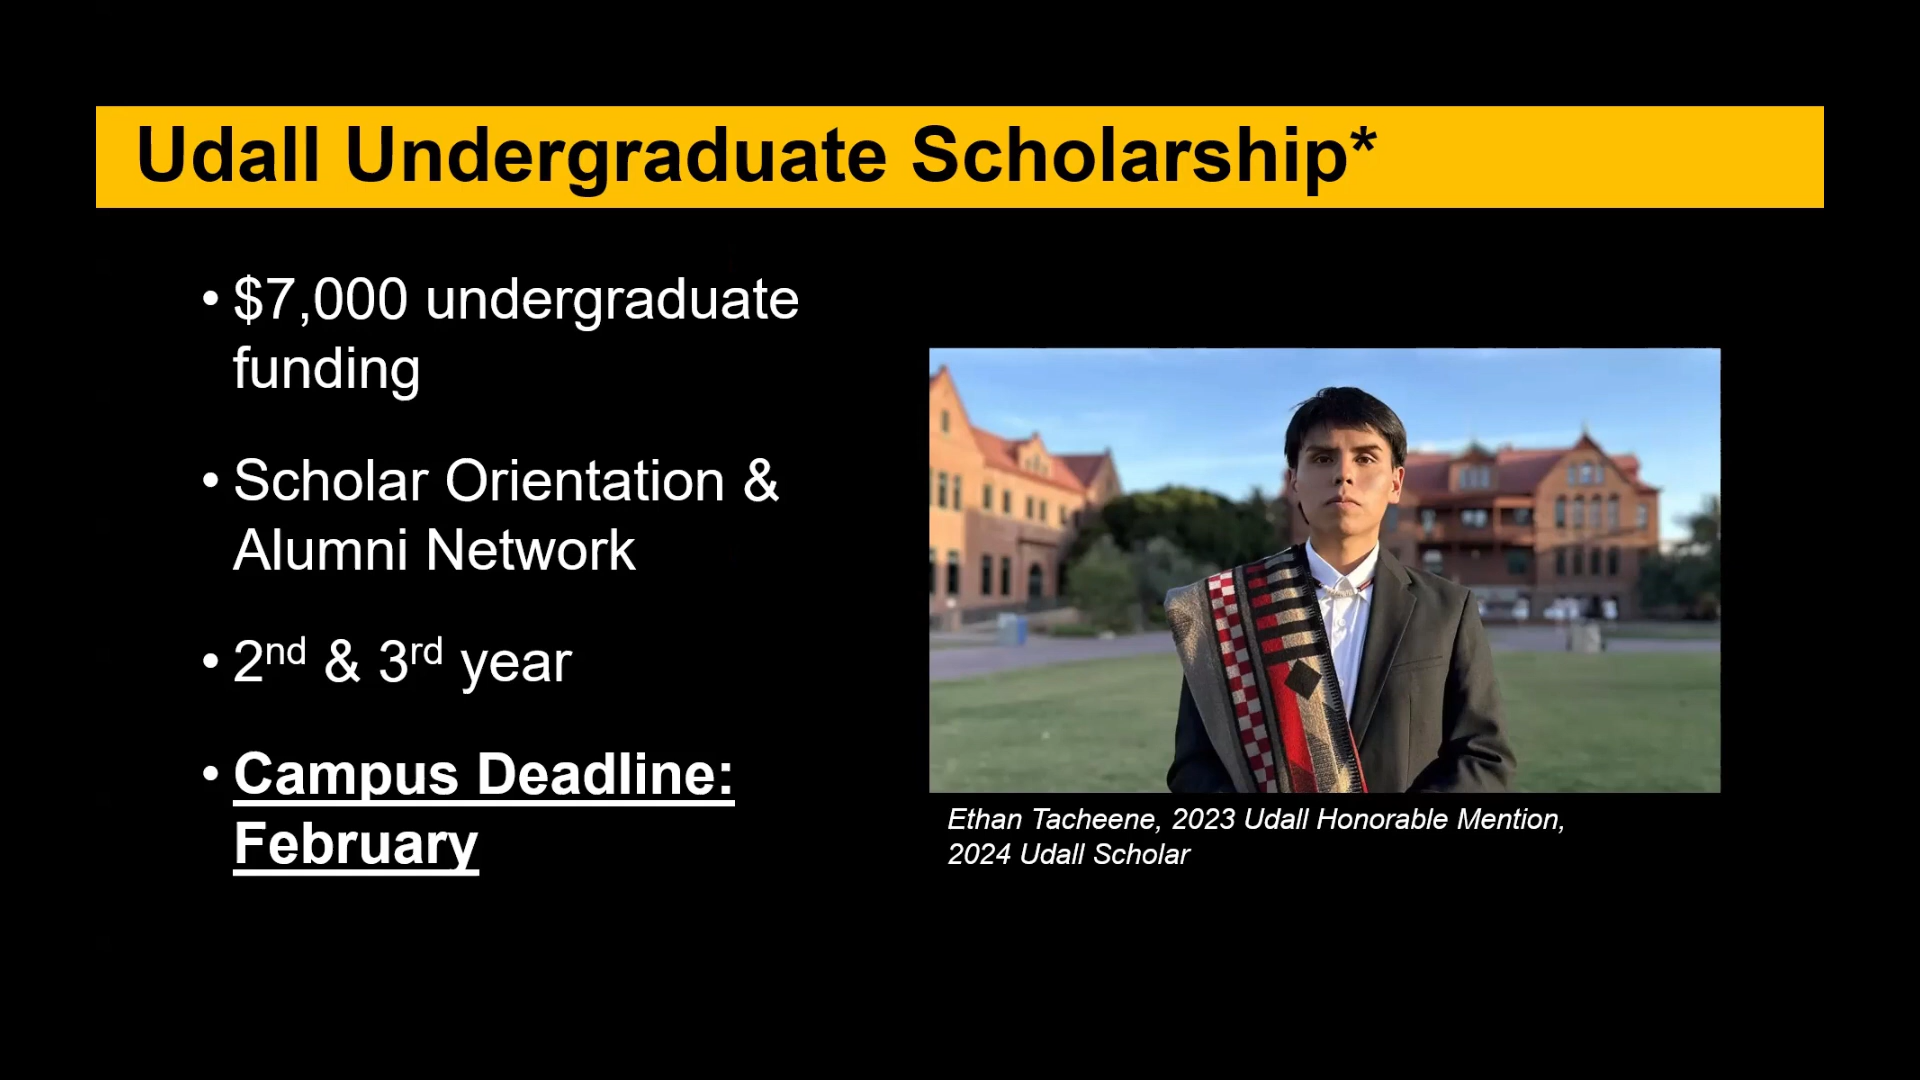 Udall Undergraduate Scholarship*
• $7,000 undergraduate
funding
• Scholar Orientation &
Alumni Network
• 2nd & 3rd year
• Campus Deadline:
February
Ethan Tacheene, 2023 Udall Honorable Mention,
2024 Udall Scholar